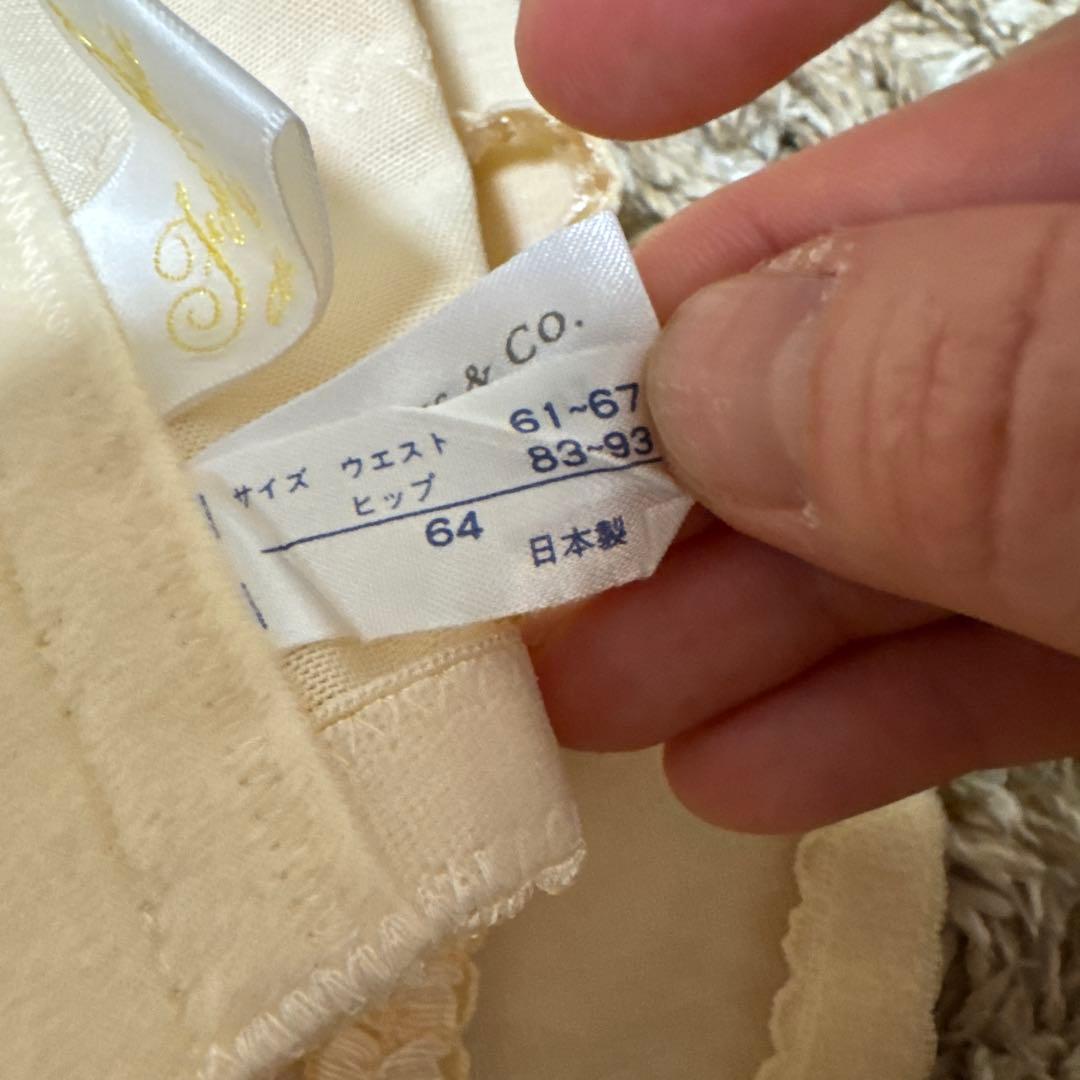 & CO.
サイズ ウエスト 61~67
ヒップ 83~93
64 日本製